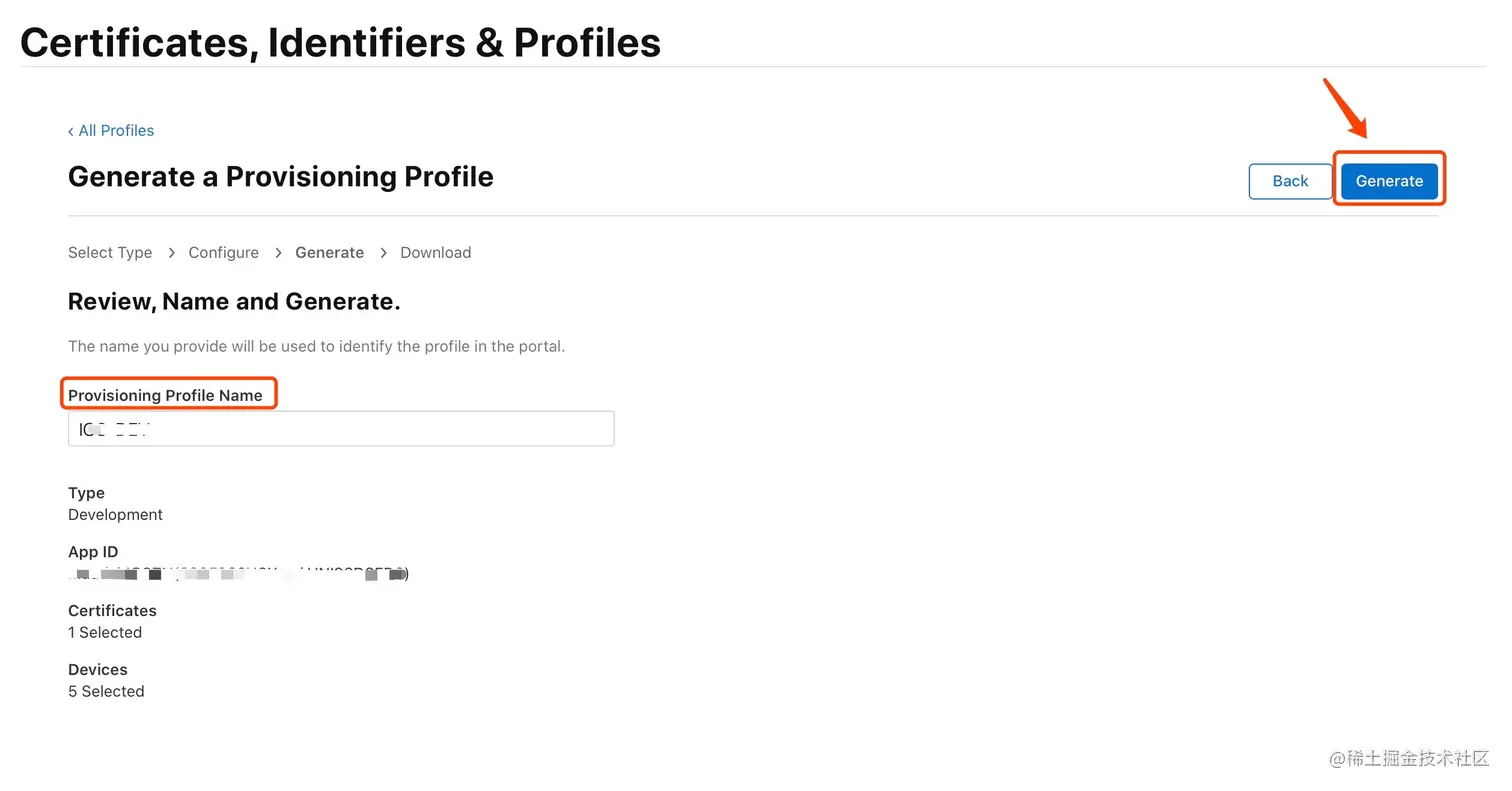 Certificates, Identifiers & Profiles
‹ All Profiles
Generate a Provisioning Profile
Back
Generate
Select Type › Configure › Generate › Download
Review, Name and Generate.
The name you provide will be used to identify the profile in the portal.
Provisioning Profile Name
Type
Development
App ID
Certificates
1 Selected
Devices
5 Selected
@稀土掘金技术社区